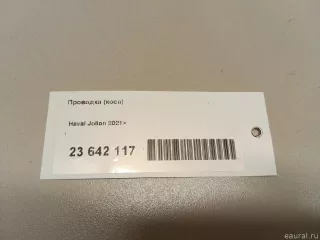 Проводка (коса)
Haval Jolion 2021>
23 642 117
eaural.ru